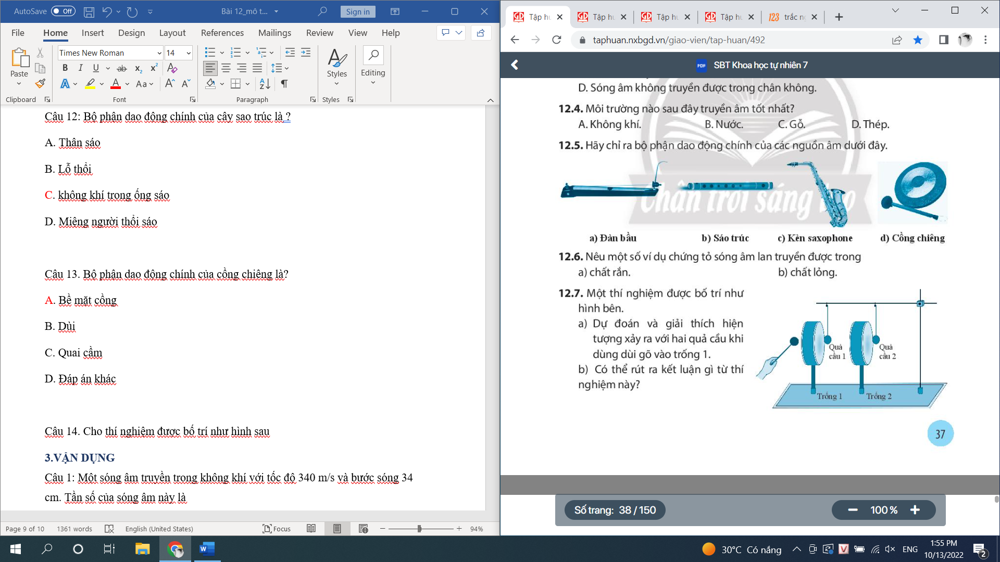 AutoSave Off Bài 12_mô t... Sign in
File Home Insert Design Layout References Mailings Review View Help
Times New Roman 14
Paste Styles Editing
Clipboard Font Paragraph Styles
Câu 12: Bộ phận dao động chính của cây sao trúc là ?
A. Thân sáo
B. Lỗ thổi
C. không khí trong ống sáo
D. Miêng người thổi sáo
Câu 13. Bộ phận dao động chính của cồng chiêng là?
A. Bề mặt cồng
B. Dùi
C. Quai cầm
D. Đáp án khác
Câu 14. Cho thí nghiệm được bố trí như hình sau
3.VẬN DỤNG
Câu 1: Một sóng âm truyền trong không khí với tốc độ 340 m/s và bước sóng 34
cm. Tần số của sóng âm này là
Page 9 of 10 1361 words English (United States) Focus 94%
Tập hu Tập hu Tập hu Tập hu 123 trắc n
taphuan.nxbgd.vn/giao-vien/tap-huan/492
PDF SBT Khoa học tự nhiên 7
D. Sóng âm không truyền được trong chân không.
12.4. Môi trường nào sau đây truyền âm tốt nhất?
A. Không khí. B. Nước. C. Gỗ. D. Thép.
12.5. Hãy chỉ ra bộ phận dao động chính của các nguồn âm dưới đây.
Chân trời sáng tạo
a) Đàn bầu b) Sáo trúc c) Kèn saxophone d) Cồng chiêng
12.6. Nêu một số ví dụ chứng tỏ sóng âm lan truyền được trong
a) chất rắn. b) chất lỏng.
12.7. Một thí nghiệm được bố trí như
hình bên.
a) Dự đoán và giải thích hiện
tượng xảy ra với hai quả cầu khi
dùng dùi gõ vào trống 1.
b) Có thể rút ra kết luận gì từ thí
nghiệm này?
Quả
cầu 1
Quả
cầu 2
Trống 1 Trống 2
37
Số trang: 38 / 150 100 %
30°C Có nắng ENG 1:55 PM
10/13/2022 2